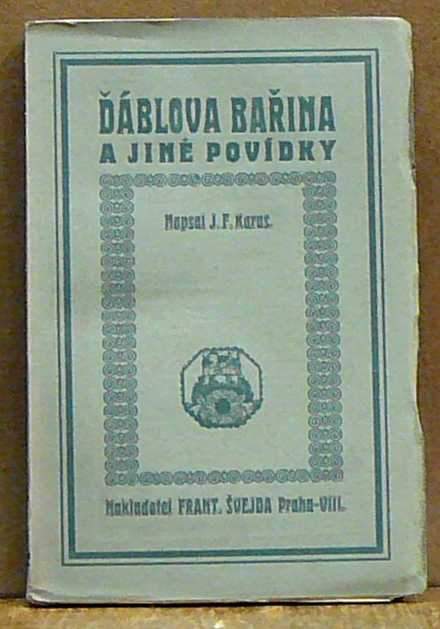 ĎÁBLOVA BAŘINA
A JINÉ POVÍDKY
Napsal J. F. Karas.
Nakladatel FRANT. ŠVEJDA Praha-VIII.